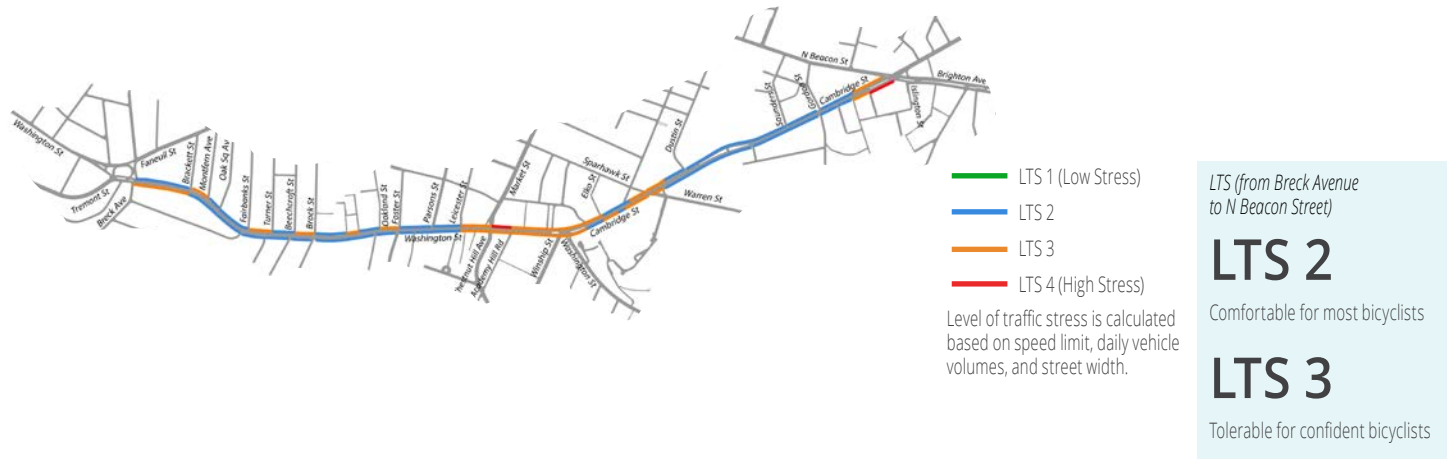 N Beacon St
Brighton Ave
Cambridge St
Gordon St
Saunders St
Islington St
Dustin St
Washington St
Faneuil St
Brackett St
Montfern Ave
Oak Sq Av
Tremont St
Breck Ave
Fairbanks St
Turner St
Beechcroft St
Brock St
Oakland St
Foster St
Parsons St
Leicester St
Market St
Sparhawk St
Elko St
Warren St
Cambridge St
Washington St
hestnut Hill Ave
Academy Hill Rd
Winship St
Washington St
LTS 1 (Low Stress)
LTS 2
LTS 3
LTS 4 (High Stress)
Level of traffic stress is calculated
based on speed limit, daily vehicle
volumes, and street width.
LTS (from Breck Avenue
to N Beacon Street)
LTS 2
Comfortable for most bicyclists
LTS 3
Tolerable for confident bicyclists